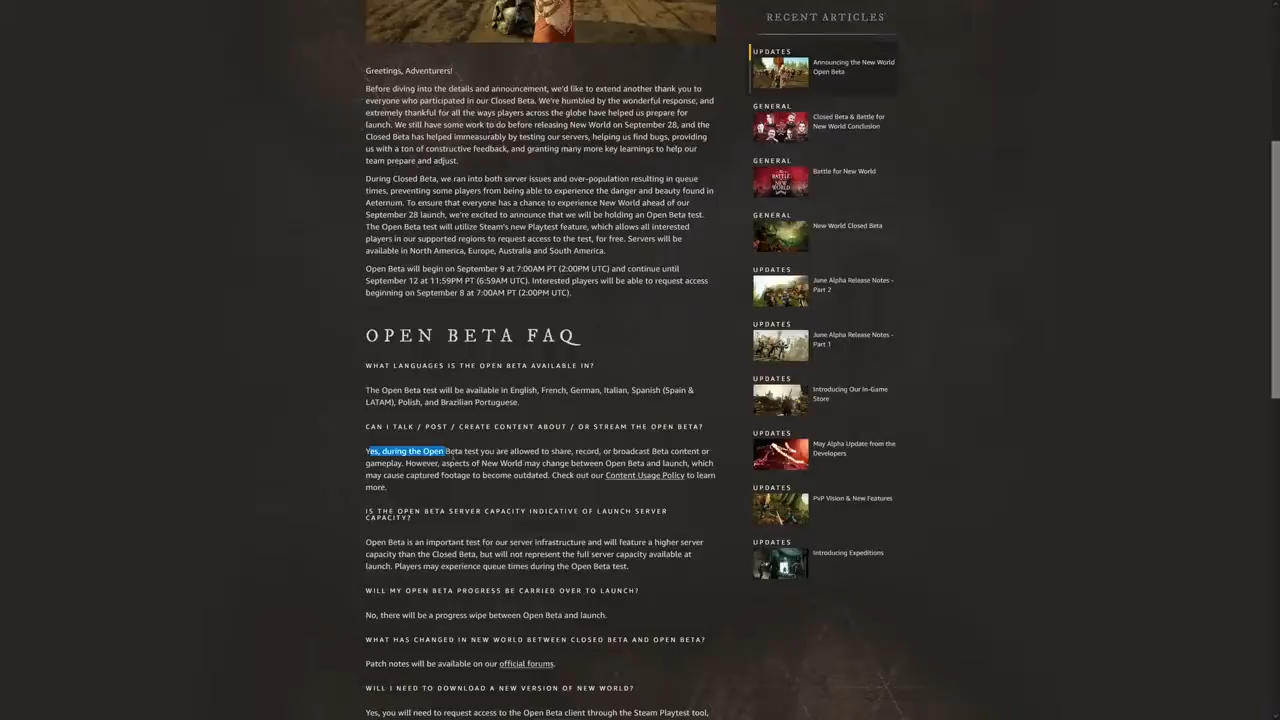 Greetings, Adventurers!
Before diving into the details and announcement, we'd like to extend another thank you to
everyone who participated in our Closed Beta. We're humbled by the wonderful response, and
extremely thankful for all the ways players across the globe have helped us prepare for
launch. We still have some work to do before releasing New World on September 28, and the
Closed Beta has helped immeasurably by testing our servers, helping us find bugs, providing
us with a ton of constructive feedback, and granting many more key learnings to help our
team prepare and adjust.
During Closed Beta, we ran into both server issues and over-population resulting in queue
times, preventing some players from being able to experience the danger and beauty found in
Aeternum. To ensure that everyone has a chance to experience New World ahead of our
September 28 launch, we're excited to announce that we will be holding an Open Beta test.
The Open Beta test will utilize Steam's new Playtest feature, which allows all interested
players in our supported regions to request access to the test, for free. Servers will be
available in North America, Europe, Australia and South America.
Open Beta will begin on September 9 at 7:00AM PT (2:00PM UTC) and continue until
September 12 at 11:59PM PT (6:59AM UTC). Interested players will be able to request access
beginning on September 8 at 7:00AM PT (2:00PM UTC).
OPEN BETA FAQ
WHAT LANGUAGES IS THE OPEN BETA AVAILABLE IN?
The Open Beta test will be available in English, French, German, Italian, Spanish (Spain &
LATAM), Polish, and Brazilian Portuguese.
CAN I TALK / POST / CREATE CONTENT ABOUT / OR STREAM THE OPEN BETA?
Yes, during the Open Beta test you are allowed to share, record, or broadcast Beta content or
gameplay. However, aspects of New World may change between Open Beta and launch, which
may cause captured footage to become outdated. Check out our Content Usage Policy to learn
more.
IS THE OPEN BETA SERVER CAPACITY INDICATIVE OF LAUNCH SERVER
CAPACITY?
Open Beta is an important test for our server infrastructure and will feature a higher server
capacity than the Closed Beta, but will not represent the full server capacity available at
launch. Players may experience queue times during the Open Beta test.
WILL MY OPEN BETA PROGRESS BE CARRIED OVER TO LAUNCH?
No, there will be a progress wipe between Open Beta and launch.
WHAT HAS CHANGED IN NEW WORLD BETWEEN CLOSED BETA AND OPEN BETA?
Patch notes will be available on our official forums.
WILL I NEED TO DOWNLOAD A NEW VERSION OF NEW WORLD?
Yes, you will need to request access to the Open Beta client through the Steam Playtest tool,
RECENT ARTICLES
UPDATES
Announcing the New World
Open Beta
GENERAL
Closed Beta & Battle for
New World Conclusion
GENERAL
BATTLE
NEW
WORLD
Battle for New World
GENERAL
New World Closed Beta
UPDATES
June Alpha Release Notes -
Part 2
UPDATES
June Alpha Release Notes -
Part 1
UPDATES
Introducing Our In-Game
Store
UPDATES
May Alpha Update from the
Developers
UPDATES
PvP Vision & New Features
UPDATES
Introducing Expeditions